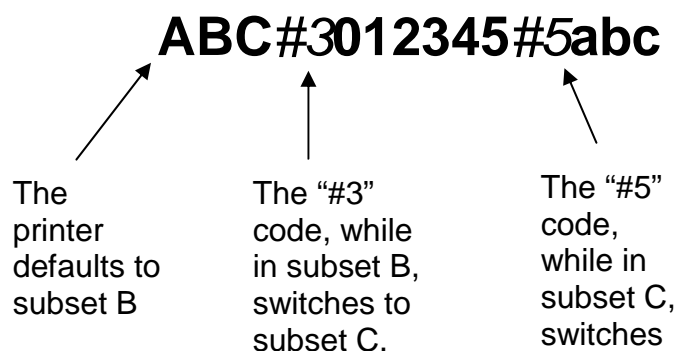 ABC#3012345#5abc
The
printer
defaults to
subset B
The “#3”
code, while
in subset B,
switches to
subset C.
The “#5”
code,
while in
subset C,
switches